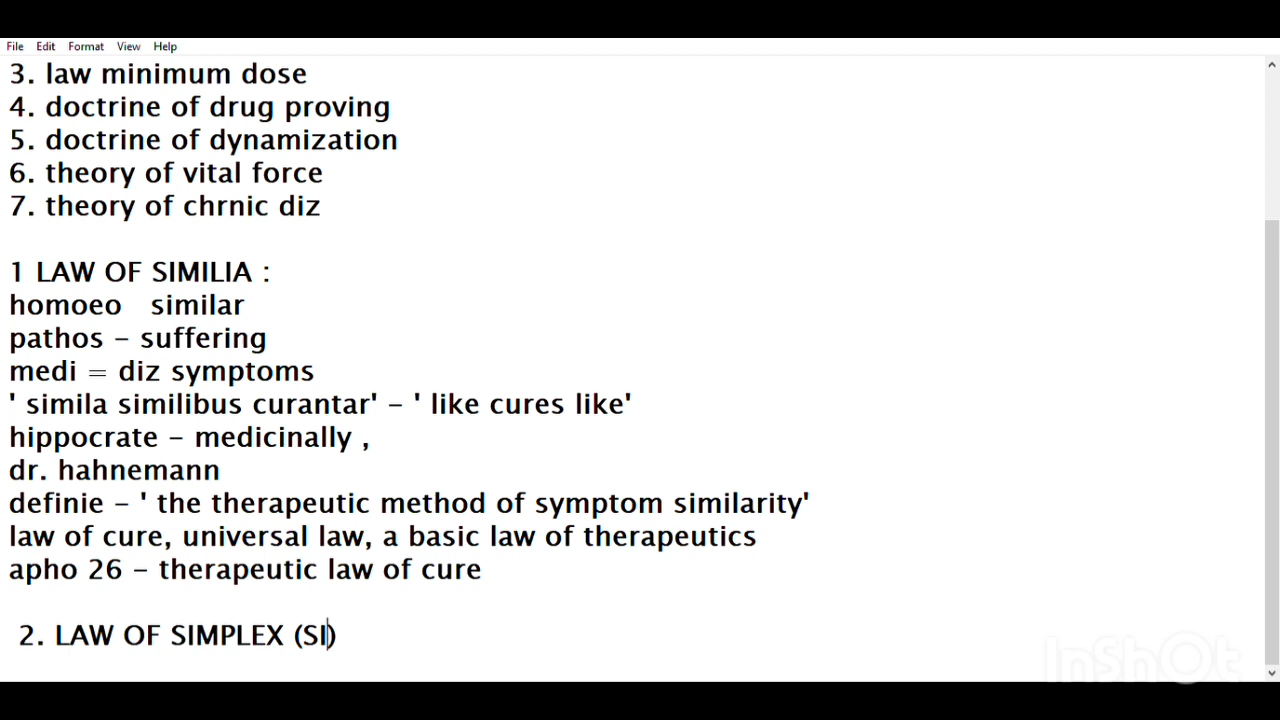 File Edit Format View Help
3. law minimum dose
4. doctrine of drug proving
5. doctrine of dynamization
6. theory of vital force
7. theory of chrnic diz
1 LAW OF SIMILIA :
homoeo similar
pathos - suffering
medi = diz symptoms
' simila similibus curantar' - ' like cures like'
hippocrate - medicinally ,
dr. hahnemann
definie - ' the therapeutic method of symptom similarity'
law of cure, universal law, a basic law of therapeutics
apho 26 - therapeutic law of cure
2. LAW OF SIMPLEX (SI)
InShOt